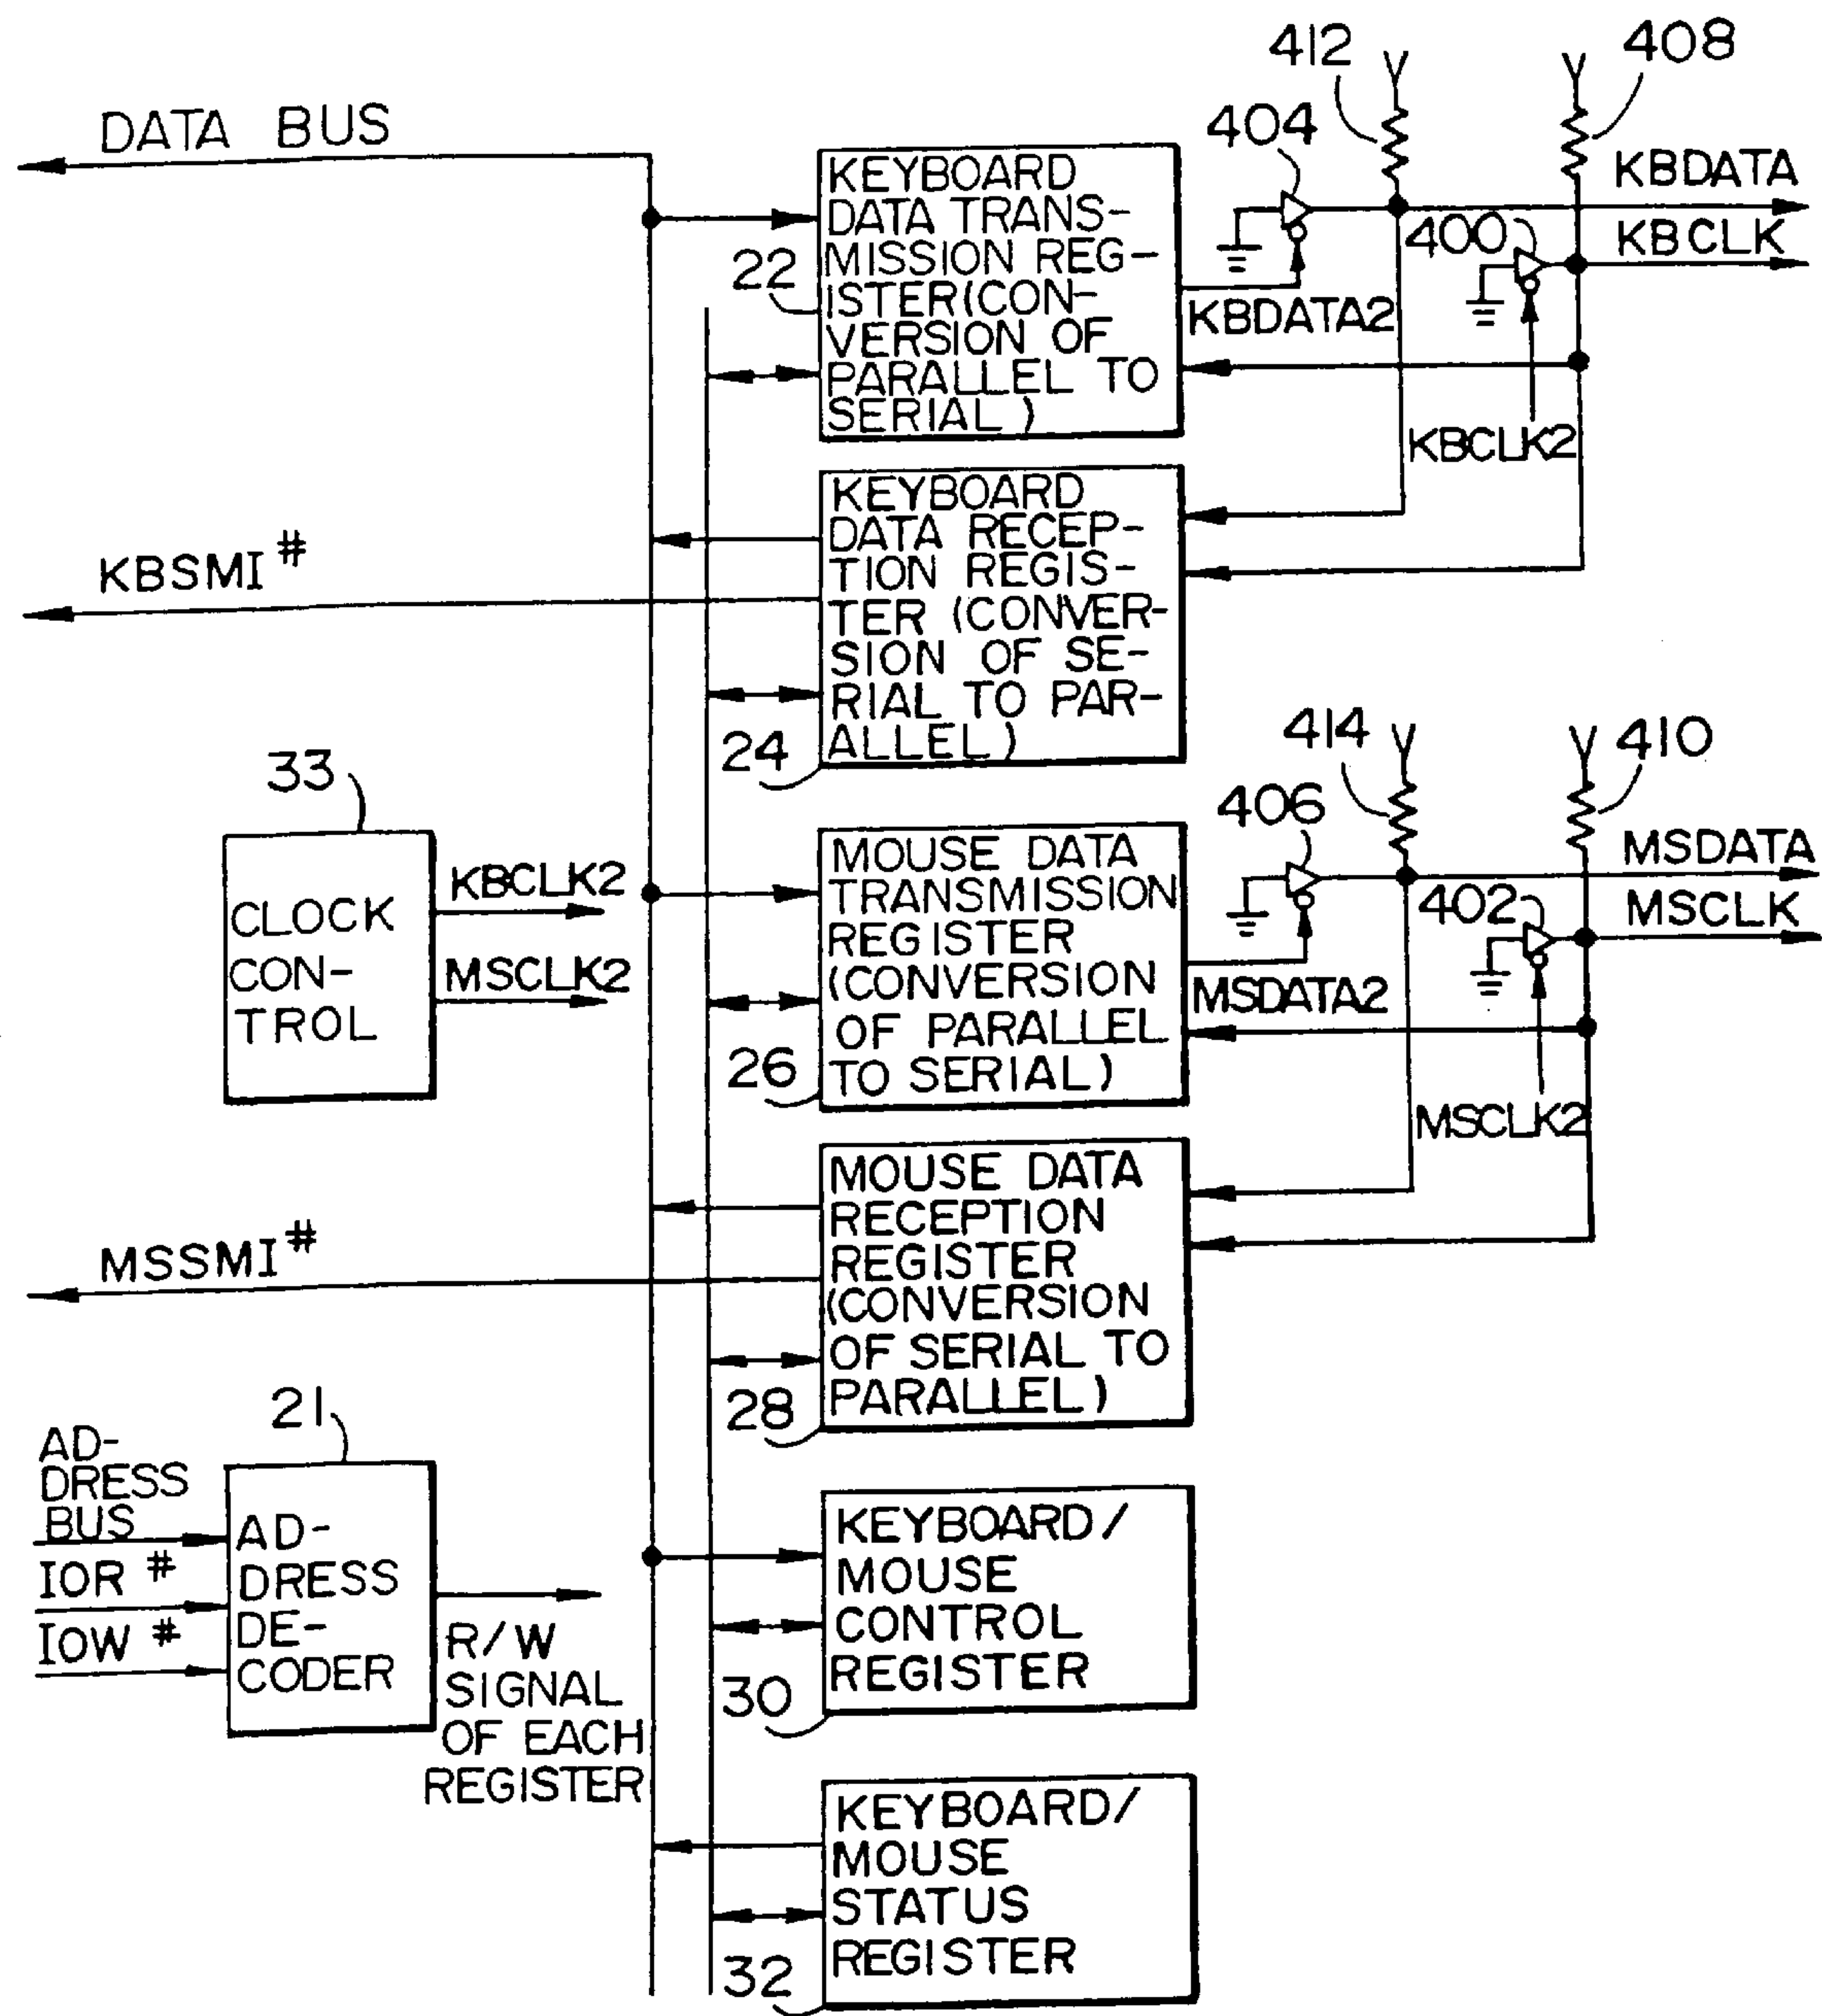 412
408
DATA BUS
404
KEYBOARD
DATA TRANS-
MISSION REG-
ISTER(CON-
VERSION OF
PARALLEL TO
SERIAL)
22
KBDATA
400
KBCLK
KBDATA2
KBCLK2
KBSMI#
KEYBOARD
DATA RECEP-
TION REGIS-
TER (CONVER-
SION OF SE-
RIAL TO PAR-
ALLEL)
24
33
CLOCK
CON-
TROL
KBCLK2
MSCLK2
414
410
406
MOUSE DATA
TRANSMISSION
REGISTER
(CONVERSION
OF PARALLEL
TO SERIAL)
26
MSDATA
402
MSCLK
MSDATA2
MSCLK2
MSSMI#
MOUSE DATA
RECEPTION
REGISTER
(CONVERSION
OF SERIAL TO
PARALLEL)
28
21
AD-
DRESS
BUS
IOR #
IOW #
AD-
DRESS
DE-
CODER
R/W
SIGNAL
OF EACH
REGISTER
KEYBOARD/
MOUSE
CONTROL
REGISTER
30
KEYBOARD/
MOUSE
STATUS
REGISTER
32